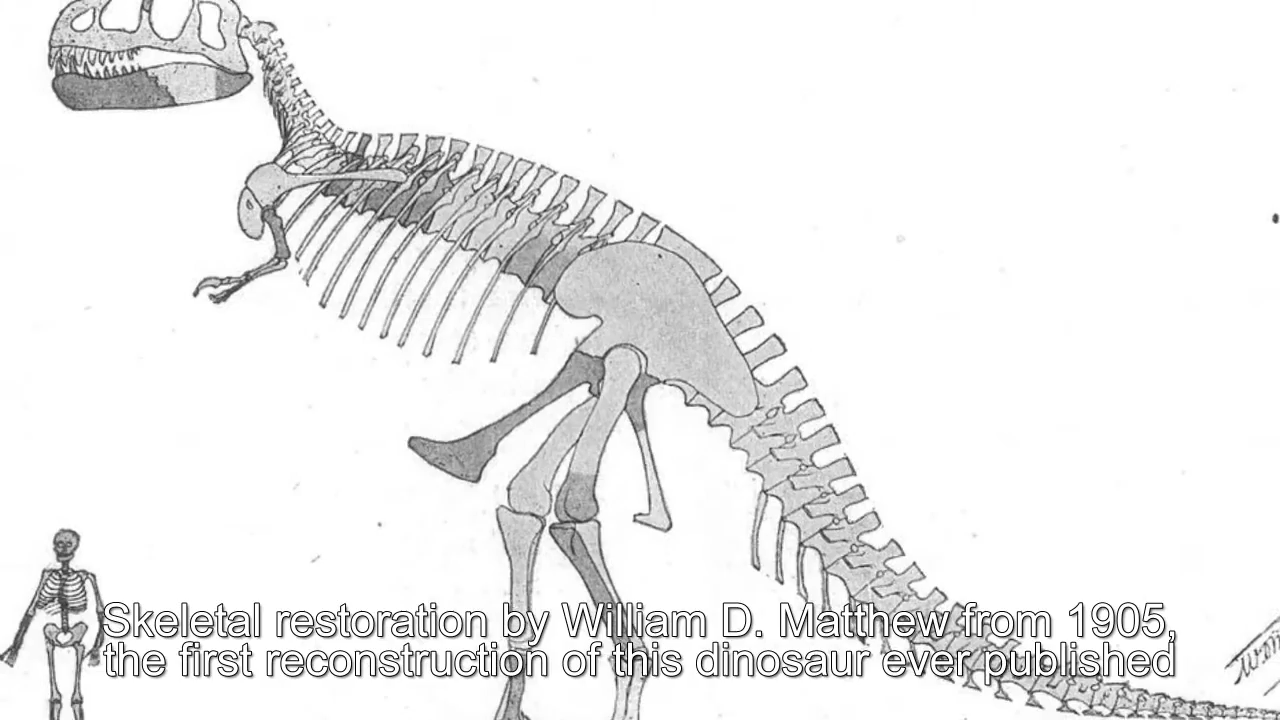 Skeletal restoration by William D. Matthew from 1905,
the first reconstruction of this dinosaur ever published